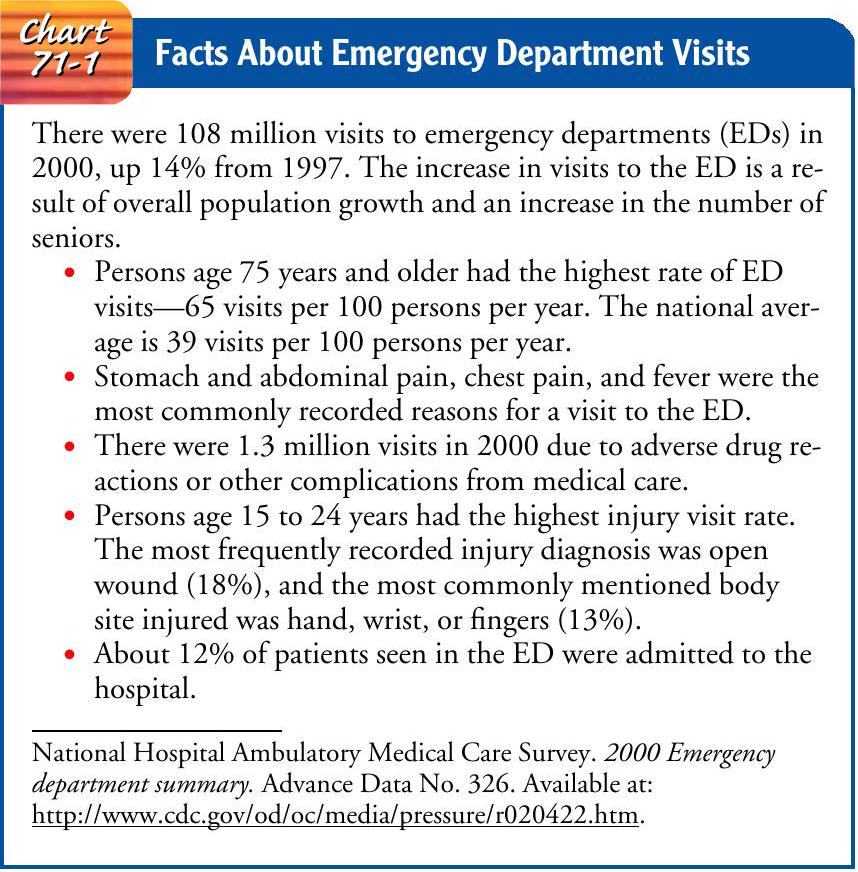 Chart
71-1
Facts About Emergency Department Visits
There were 108 million visits to emergency departments (EDs) in
2000, up 14% from 1997. The increase in visits to the ED is a re-
sult of overall population growth and an increase in the number of
seniors.
• Persons age 75 years and older had the highest rate of ED
visits—65 visits per 100 persons per year. The national aver-
age is 39 visits per 100 persons per year.
• Stomach and abdominal pain, chest pain, and fever were the
most commonly recorded reasons for a visit to the ED.
• There were 1.3 million visits in 2000 due to adverse drug re-
actions or other complications from medical care.
• Persons age 15 to 24 years had the highest injury visit rate.
The most frequently recorded injury diagnosis was open
wound (18%), and the most commonly mentioned body
site injured was hand, wrist, or fingers (13%).
• About 12% of patients seen in the ED were admitted to the
hospital.
National Hospital Ambulatory Medical Care Survey. 2000 Emergency
department summary. Advance Data No. 326. Available at:
http://www.cdc.gov/od/oc/media/pressure/r020422.htm.